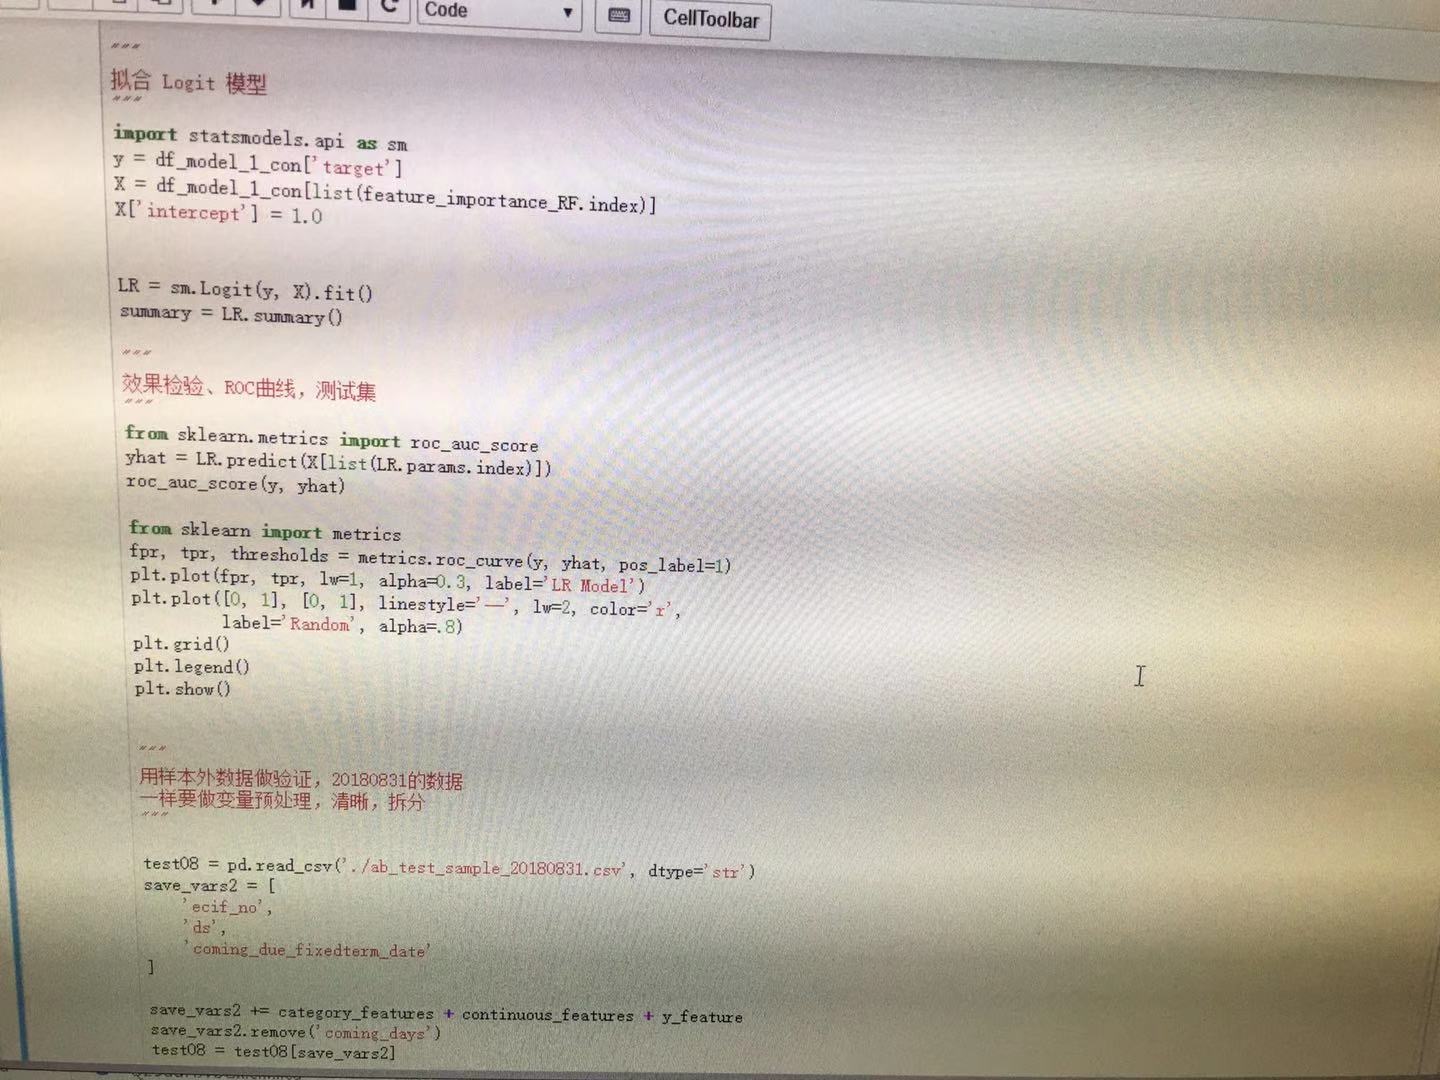 Code
CellToolbar
"""
拟合 Logit 模型
"""
import statsmodels.api as sm
y = df_model_1_con['target']
X = df_model_1_con[list(feature_importance_RF.index)]
X['intercept'] = 1.0
LR = sm.Logit(y, X).fit()
summary = LR.summary()
"""
效果检验、ROC曲线，测试集
"""
from sklearn.metrics import roc_auc_score
yhat = LR.predict(X[list(LR.params.index)])
roc_auc_score(y, yhat)
from sklearn import metrics
fpr, tpr, thresholds = metrics.roc_curve(y, yhat, pos_label=1)
plt.plot(fpr, tpr, lw=1, alpha=0.3, label='LR Model')
plt.plot([0, 1], [0, 1], linestyle='--', lw=2, color='r',
label='Random', alpha=.8)
plt.grid()
plt.legend()
plt.show()
"""
用样本外数据做验证，20180831的数据
一样要做变量预处理，清晰，拆分
"""
test08 = pd.read_csv('./ab_test_sample_20180831.csv', dtype='str')
save_vars2 = [
'ecif_no',
'ds',
'coming_due_fixedterm_date'
]
save_vars2 += category_features + continuous_features + y_feature
save_vars2.remove('coming_days')
test08 = test08[save_vars2]